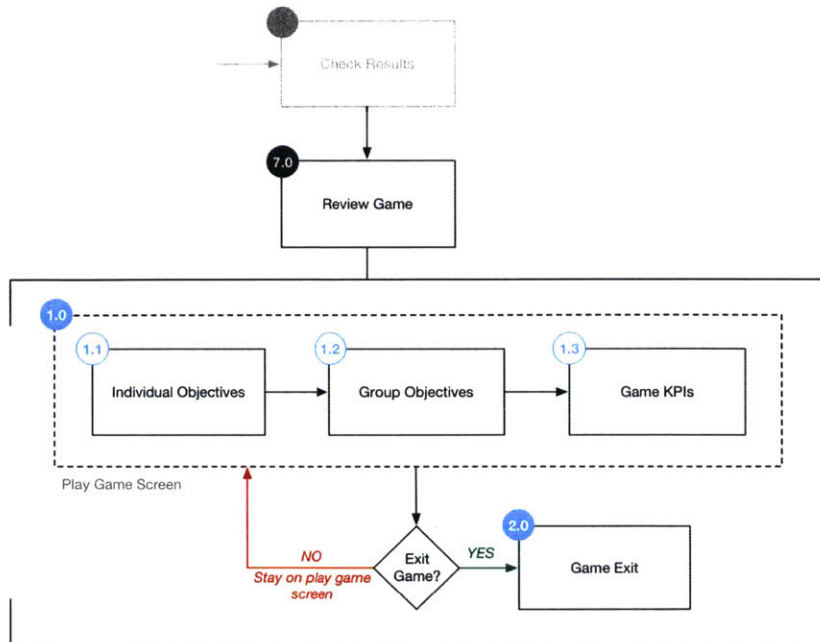 Check Results
7.0
Review Game
1.0
1.1
1.2
1.3
Individual Objectives
Group Objectives
Game KPIs
Play Game Screen
2.0
NO
Stay on play game
screen
Exit
Game?
YES
Game Exit